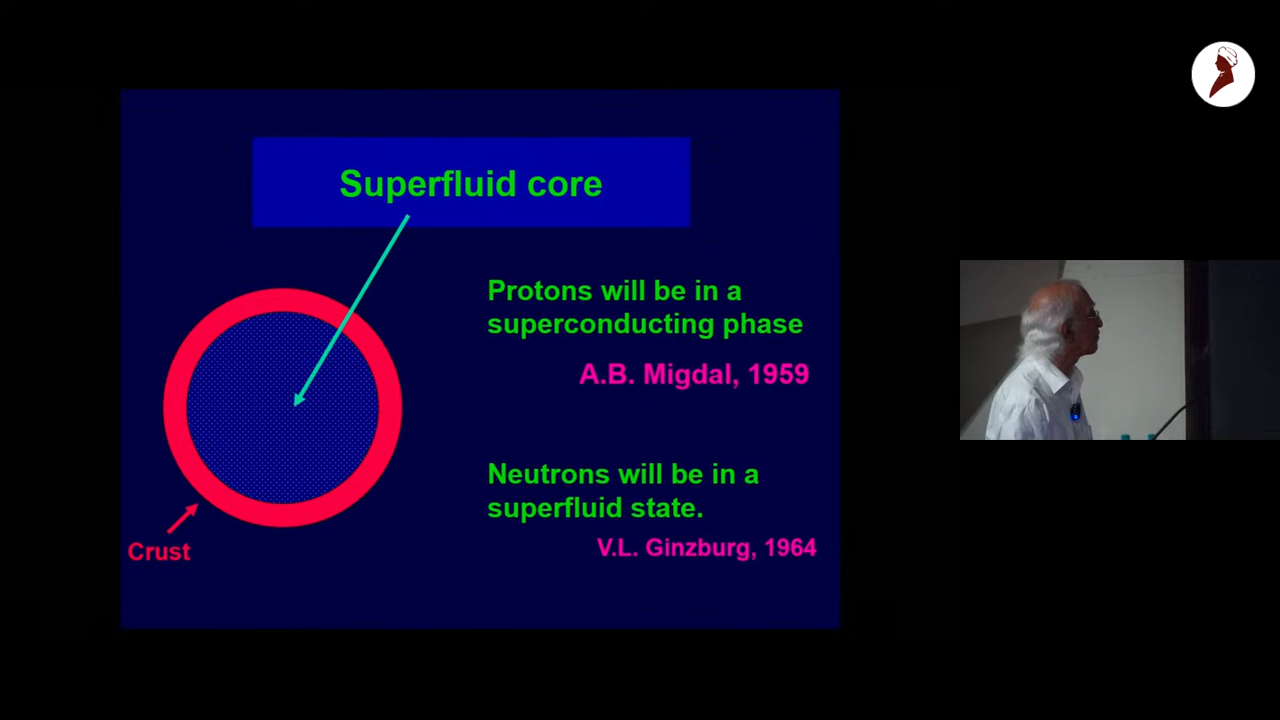 Superfluid core
Protons will be in a
superconducting phase
A.B. Migdal, 1959
Neutrons will be in a
superfluid state.
V.L. Ginzburg, 1964
Crust